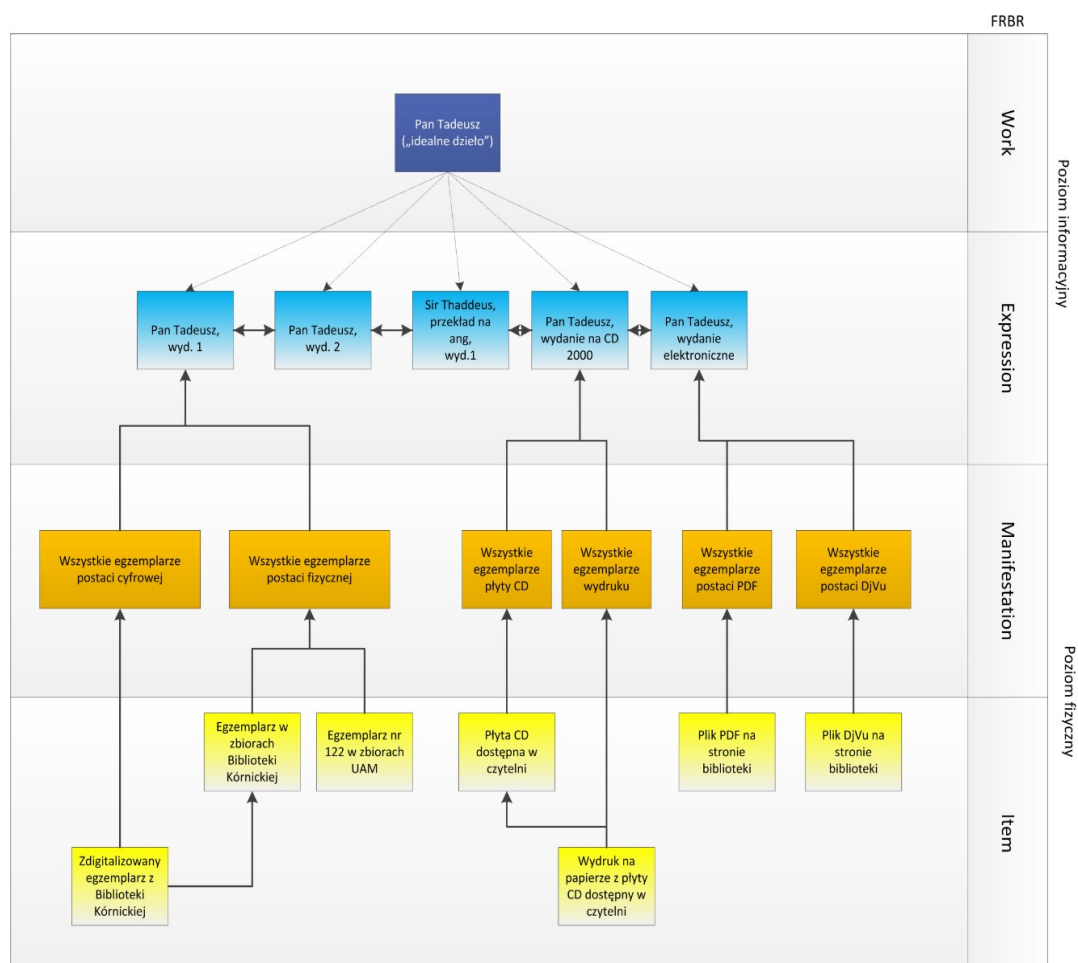 FRBR
Pan Tadeusz
(„idealne dzieło”)
Work
Poziom informacyjny
Pan Tadeusz,
wyd. 1
Pan Tadeusz,
wyd. 2
Sir Thaddeus,
przekład na
ang,
wyd.1
Pan Tadeusz,
wydanie na CD
2000
Pan Tadeusz,
wydanie
elektroniczne
Expression
Wszystkie egzemplarze
postaci cyfrowej
Wszystkie egzemplarze
postaci fizycznej
Wszystkie
egzemplarze
płyty CD
Wszystkie
egzemplarze
wydruku
Wszystkie
egzemplarze
postaci PDF
Wszystkie
egzemplarze
postaci DjVu
Manifestation
Poziom fizyczny
Egzemplarz w
zbiorach
Biblioteki
Kórnickiej
Egzemplarz nr
122 w zbiorach
UAM
Płyta CD
dostępna w
czytelni
Plik PDF na
stronie
biblioteki
Plik DjVu na
stronie
biblioteki
Item
Zdigitalizowany
egzemplarz z
Biblioteki
Kórnickiej
Wydruk na
papierze z płyty
CD dostępny w
czytelni